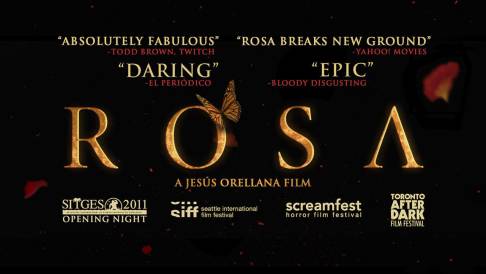 “ABSOLUTELY FABULOUS”
-TODD BROWN, TWITCH
“ROSA BREAKS NEW GROUND”
-YAHOO! MOVIES
“DARING”
-EL PERIÓDICO
“EPIC”
-BLOODY DISGUSTING
ROSA
A JESÚS ORELLANA FILM
SITGES 2011
OPENING NIGHT
siff
seattle international
film festival
screamfest
horror film festival
TORONTO
AFTER
DARK
FILM FESTIVAL